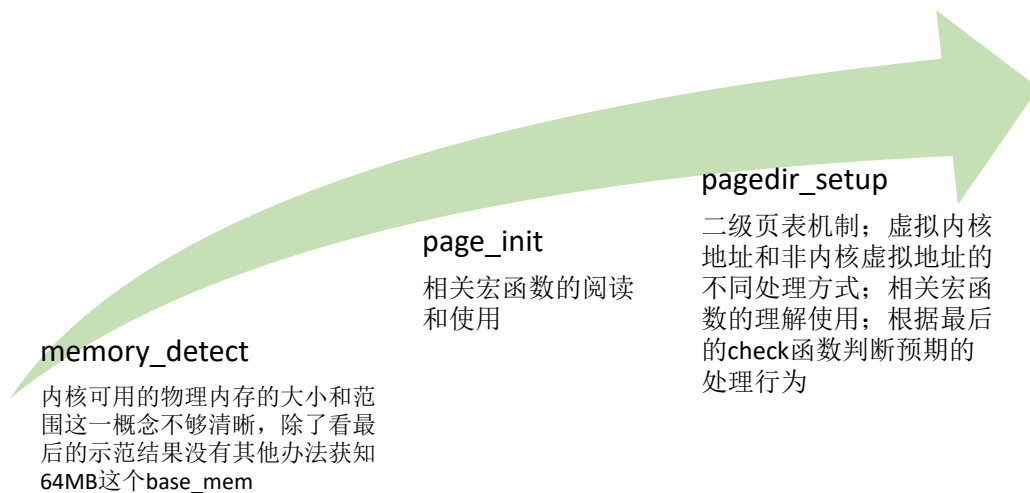 memory_detect
内核可用的物理内存的大小和范
围这一概念不够清晰，除了看最
后的示范结果没有其他办法获知
64MB这个base_mem
page_init
相关宏函数的阅读
和使用
pagedir_setup
二级页表机制；虚拟内核
地址和非内核虚拟地址的
不同处理方式；相关宏函
数的理解使用；根据最后
的check函数判断预期的
处理行为